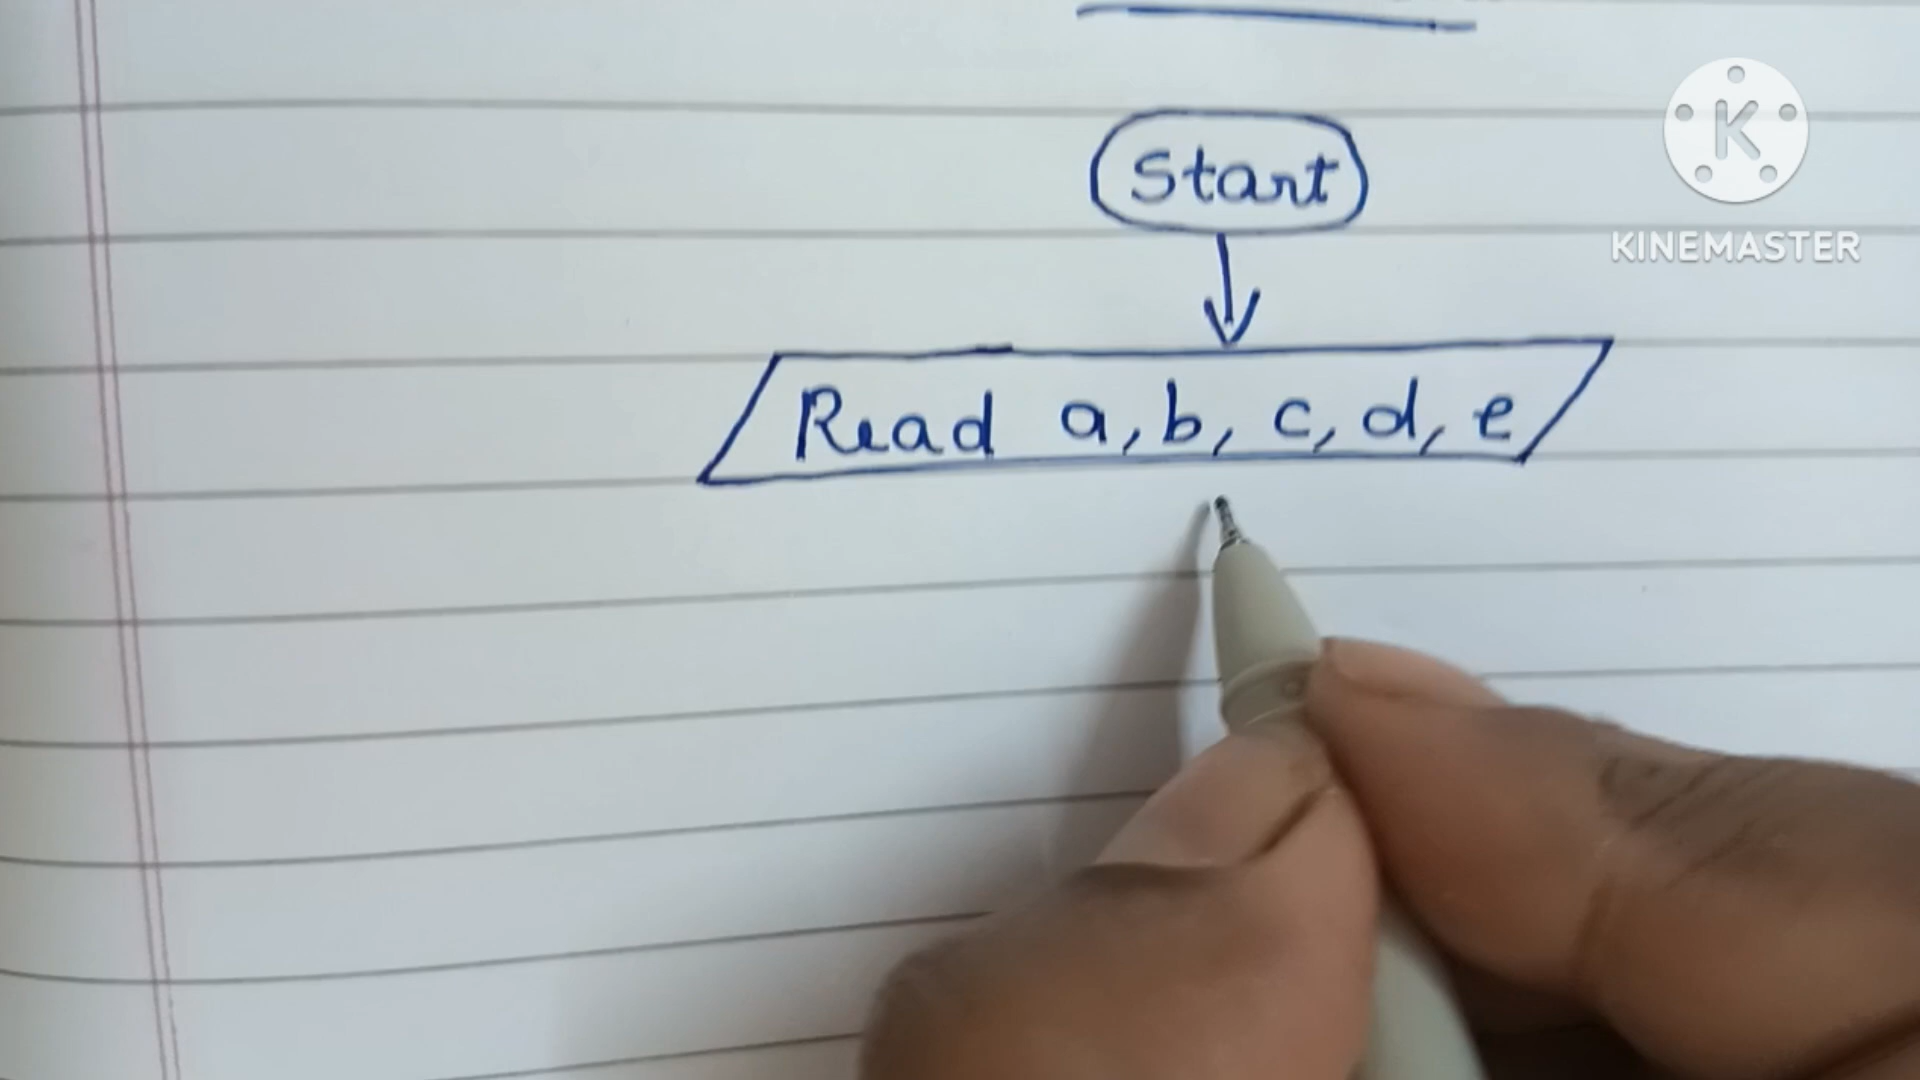 Start
Read a, b, c, d, e
K
KINEMASTER